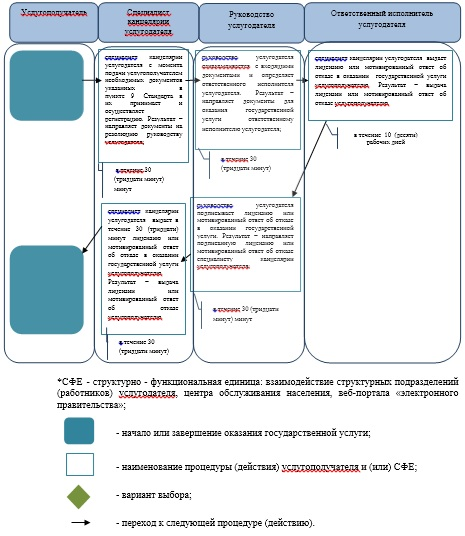 Услугополучатель
Специалист
канцелярии
услугодателя
Руководство
услугодателя
Ответственный исполнитель
услугодателя
специалист канцелярии
услугодателя с момента
подачи услугополучателем
необходимых документов
указанных в
пункте 9 Стандарта
их принимает и
осуществляет
регистрацию. Результат –
направляет документы на
резолюцию руководству
услугодателя;
в течение 30
(тридцати минут)
минут
руководство услугодателя
ознакамливается с входящими
документами и определяет
ответственного исполнителя
услугодателя. Результат –
направляет документы для
оказания государственной
услуги ответственному
исполнителю услугодателя;
в течение 30
(тридцати минут) минут
специалист канцелярии услугодателя выдает
лицензию или мотивированный ответ об
отказе в оказании государственной услуги
услугополучателю. Результат – выдача
лицензии или мотивированный ответ об
отказе услугополучателю.
в течение 10 (десяти)
рабочих дней
специалист канцелярии
услугодателя выдает в
течение 30 (тридцати)
минут лицензию или
мотивированный ответ
об отказе в оказании
государственной услуги
услугополучателю.
Результат – выдача
лицензии или
мотивированный ответ
об отказе
услугополучателю.
в течение 30
(тридцати минут)
руководство услугодателя
подписывает лицензию или
мотивированный ответ об отказе
в оказании государственной
услуги. Результат – направляет
подписанную лицензию или
мотивированный ответ об отказе
специалисту канцелярии
услугодателя.
в течение 30 (тридцати
минут) минут
*СФЕ - структурно - функциональная единица: взаимодействие структурных подразделений
(работников) услугодателя, центра обслуживания населения, веб-портала «электронного
правительства»;
- начало или завершение оказания государственной услуги;
- наименование процедуры (действия) услугополучателя и (или) СФЕ;
- вариант выбора;
- переход к следующей процедуре (действию).